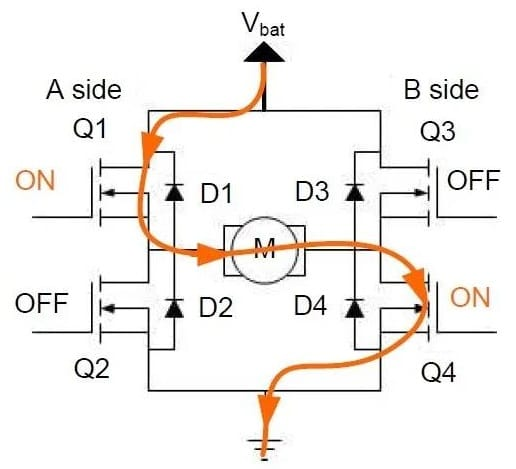 Vbat
A side
B side
Q1
Q3
ON
D1
D3
OFF
M
OFF
D2
D4
ON
Q2
Q4